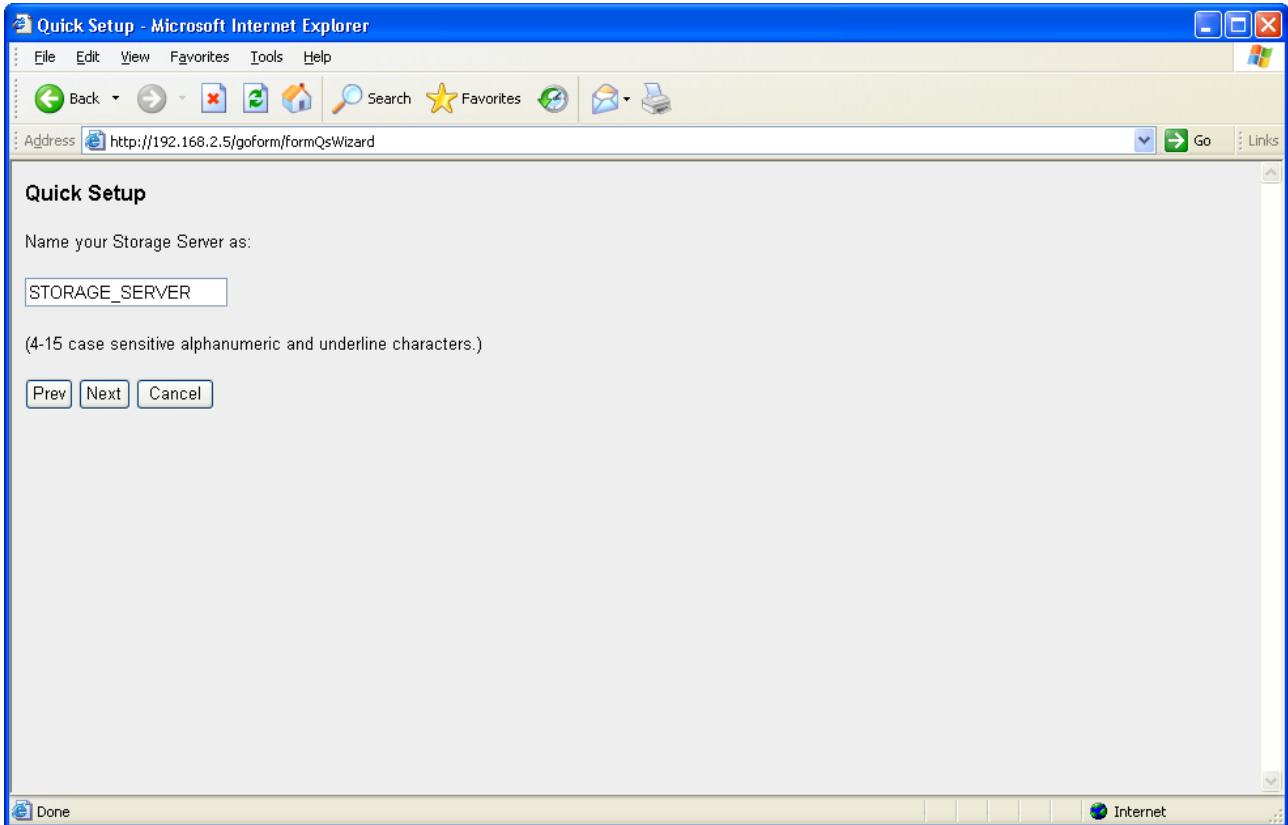 Quick Setup - Microsoft Internet Explorer
File Edit View Favorites Tools Help
Back Search Favorites
Address http://192.168.2.5/goform/formQsWizard Go Links
Quick Setup
Name your Storage Server as:
STORAGE_SERVER
(4-15 case sensitive alphanumeric and underline characters.)
Prev Next Cancel
Done Internet